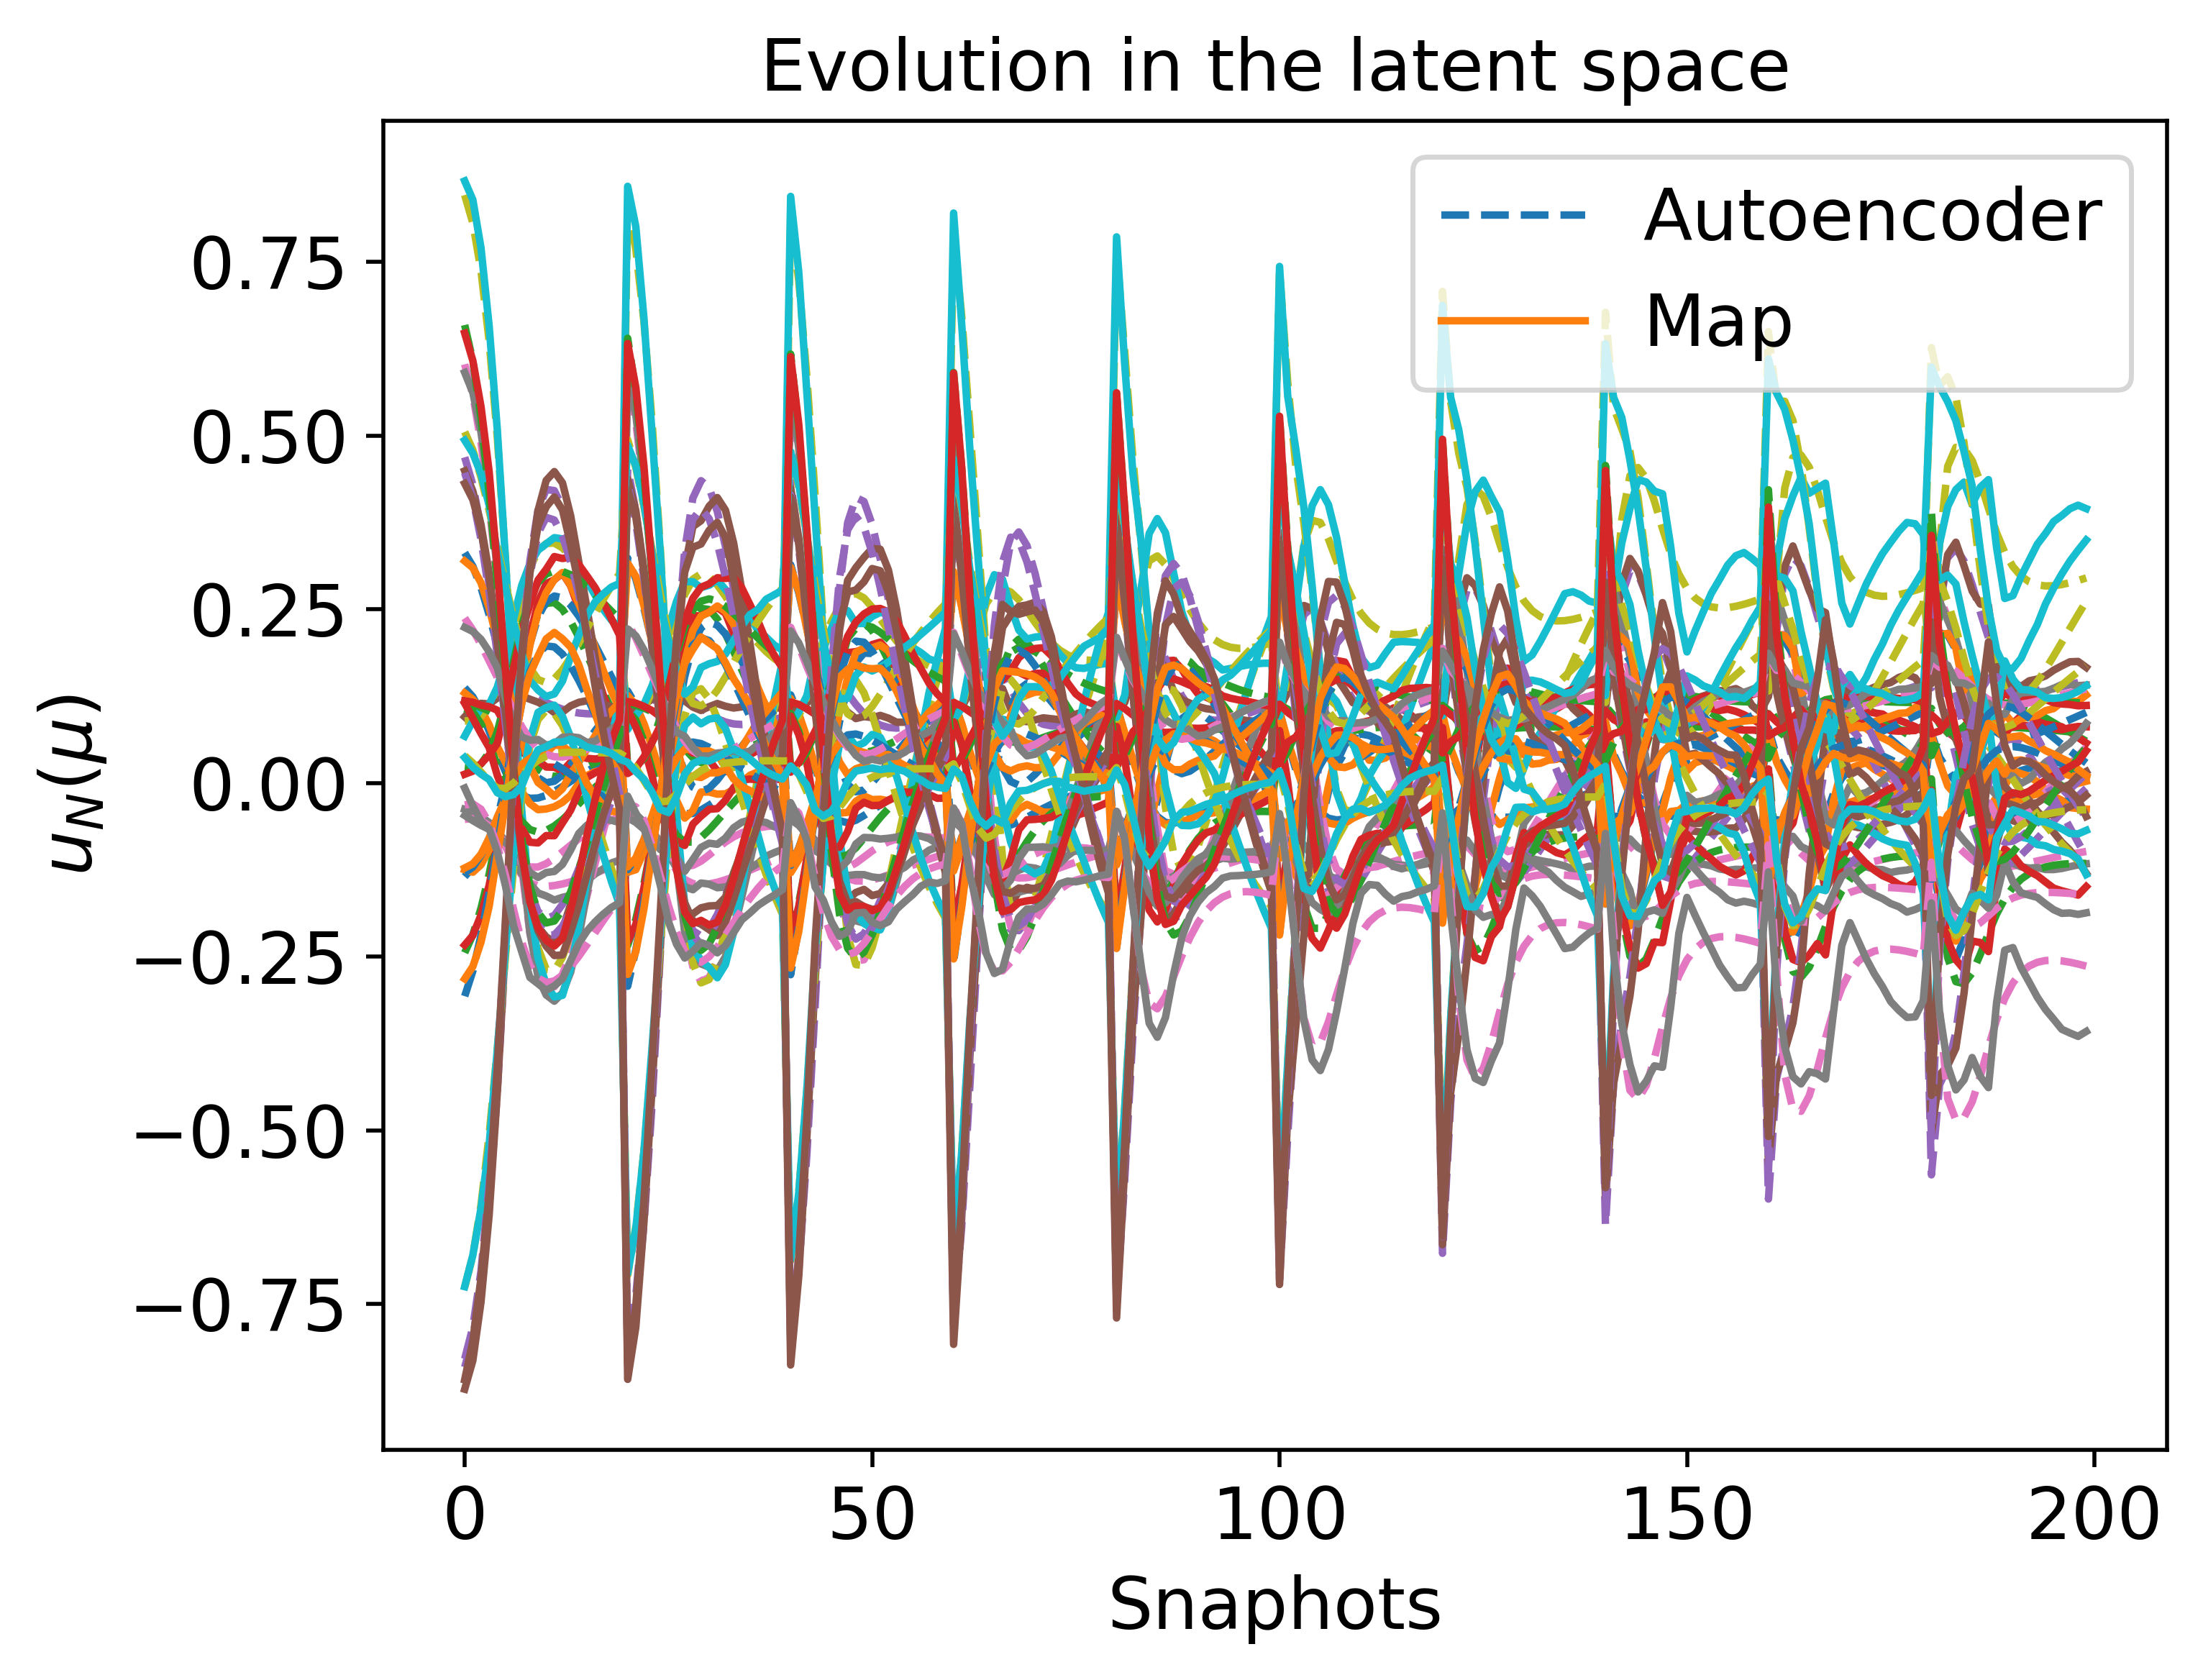 Evolution in the latent space
Autoencoder
Map
0.75
0.50
0.25
0.00
−0.25
−0.50
−0.75
u_N(μ)
0 50 100 150 200
Snaphots